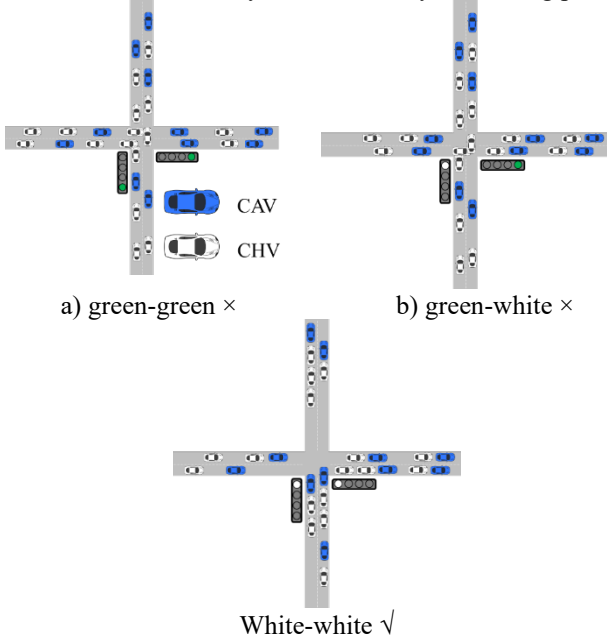 CAV
CHV
a) green-green ×
b) green-white ×
White-white √